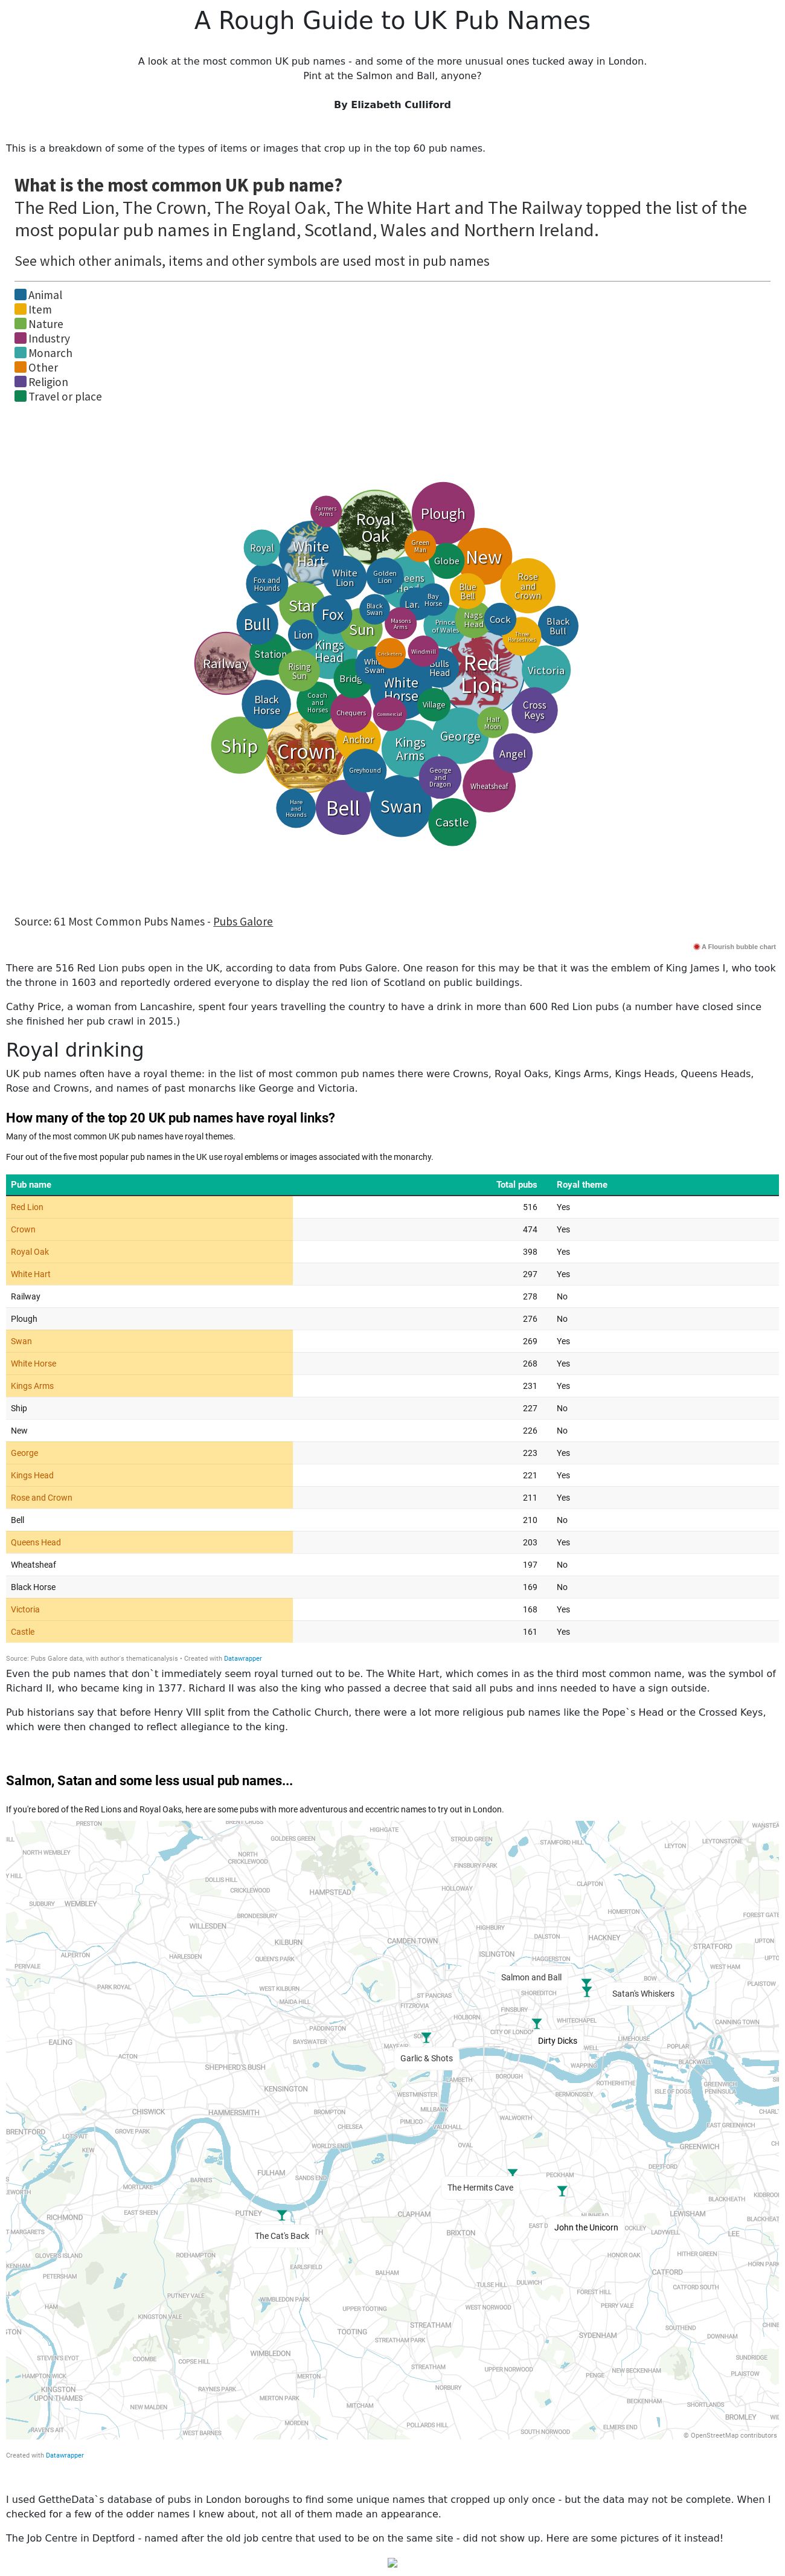 A Rough Guide to UK Pub Names
A look at the most common UK pub names - and some of the more unusual ones tucked away in London.
Pint at the Salmon and Ball, anyone?
By Elizabeth Culliford
This is a breakdown of some of the types of items or images that crop up in the top 60 pub names.
What is the most common UK pub name?
The Red Lion, The Crown, The Royal Oak, The White Hart and The Railway topped the list of the
most popular pub names in England, Scotland, Wales and Northern Ireland.
See which other animals, items and other symbols are used most in pub names
Animal
Item
Nature
Industry
Monarch
Other
Religion
Travel or place
Farmers
Arms
Royal
Oak
Plough
Green
Man
Royal
White
Hart
White
Lion
Golden
Lion
Globe
New
Fox and
Hounds
Blue
Bell
Rose
and
Crown
Star
Fox
Black
Swan
Bay
Horse
Masons
Arms
Prince
of Wales
Nags
Head
Cock
Black
Bull
Bull
Lion
Sun
Kings
Head
Station
Railway
Rising
Sun
Windmill
Bulls
Head
Red
Lion
Victoria
White
Horse
Black
Horse
Coach
and
Horses
Chequers
Commercial
Village
Half
Moon
Cross
Keys
Ship
Crown
Anchor
Kings
Arms
George
Angel
Greyhound
George
and
Dragon
Wheatsheaf
Hare
and
Hounds
Bell
Swan
Castle
Source: 61 Most Common Pubs Names - Pubs Galore
A Flourish bubble chart
There are 516 Red Lion pubs open in the UK, according to data from Pubs Galore. One reason for this may be that it was the emblem of King James I, who took
the throne in 1603 and reportedly ordered everyone to display the red lion of Scotland on public buildings.
Cathy Price, a woman from Lancashire, spent four years travelling the country to have a drink in more than 600 Red Lion pubs (a number have closed since
she finished her pub crawl in 2015.)
Royal drinking
UK pub names often have a royal theme: in the list of most common pub names there were Crowns, Royal Oaks, Kings Arms, Kings Heads, Queens Heads,
Rose and Crowns, and names of past monarchs like George and Victoria.
How many of the top 20 UK pub names have royal links?
Many of the most common UK pub names have royal themes.
Four out of the five most popular pub names in the UK use royal emblems or images associated with the monarchy.
Pub name Total pubs Royal theme
Red Lion 516 Yes
Crown 474 Yes
Royal Oak 398 Yes
White Hart 297 Yes
Railway 278 No
Plough 276 No
Swan 269 Yes
White Horse 268 Yes
Kings Arms 231 Yes
Ship 227 No
New 226 No
George 223 Yes
Kings Head 221 Yes
Rose and Crown 211 Yes
Bell 210 No
Queens Head 203 Yes
Wheatsheaf 197 No
Black Horse 169 No
Victoria 168 Yes
Castle 161 Yes
Source: Pubs Galore data, with author's thematicanalysis • Created with Datawrapper
Even the pub names that don`t immediately seem royal turned out to be. The White Hart, which comes in as the third most common name, was the symbol of
Richard II, who became king in 1377. Richard II was also the king who passed a decree that said all pubs and inns needed to have a sign outside.
Pub historians say that before Henry VIII split from the Catholic Church, there were a lot more religious pub names like the Pope`s Head or the Crossed Keys,
which were then changed to reflect allegiance to the king.
Salmon, Satan and some less usual pub names...
If you're bored of the Red Lions and Royal Oaks, here are some pubs with more adventurous and eccentric names to try out in London.
PRESTON
HIGHGATE
GOLDERS GREEN
STROUD GREEN
STAMFORD HILL
LEYTON
LEYTONSTONE
NORTH WEMBLEY
NORTH
CRICKLEWOOD
FINSBURY PARK
DOLLIS HILL
CRICKLEWOOD
HAMPSTEAD
HOLLOWAY
CLAPTON
SUDBURY
WEMBLEY
HOMERTON
BRONDESBURY
WILLESDEN
HIGHBURY
KILBURN
CAMDEN TOWN
DALSTON
HACKNEY
STRATFORD
ALPERTON
HARLESDEN
QUEEN'S PARK
ISLINGTON
HAGGERSTON
PERIVALE
WEST HAM
PARK ROYAL
WEST KILBURN
MAIDA HILL
ST PANCRAS
FITZROVIA
Salmon and Ball
SHOREDITCH
BOW
Satan's Whiskers
PLAISTOW
HOLBORN
FINSBURY
CITY OF LONDON
WHITECHAPEL
CANNING TOWN
PADDINGTON
BAYSWATER
Dirty Dicks
LIMEHOUSE
POPLAR
EALING
ACTON
Garlic & Shots
SHEPHERD'S BUSH
WAPPING
BLACKWALL
KENSINGTON
WESTMINSTER
BOROUGH
BERMONDSEY
ROTHERHITHE
ISLE OF DOGS
GREENWICH
PENINSULA
CHISWICK
HAMMERSMITH
BROMPTON
CHELSEA
MILLBANK
PIMLICO
VAUXHALL
WALWORTH
EAST GREENWICH
BRENTFORD
GROVE PARK
KEW
WORLD'S END
OVAL
GREENWICH
MORTLAKE
BARNES
FULHAM
SANDS END
The Hermits Cave
PECKHAM
DEPTFORD
BLACKHEATH
RICHMOND
EAST SHEEN
PUTNEY
The Cat's Back
CLAPHAM
BRIXTON
John the Unicorn
LADYWELL
LEWISHAM
LEE
PETERSHAM
ROEHAMPTON
EARLSFIELD
BALHAM
HONOR OAK
HITHER GREEN
CATFORD
HAM
PUTNEY VALE
WIMBLEDON PARK
TULSE HILL
DULWICH
FOREST HILL
CATFORD SOUTH
KINGSTON VALE
UPPER TOOTING
WEST NORWOOD
PERRY VALE
TOOTING
STREATHAM
STREATHAM PARK
SYDENHAM
SOUTHEND
DOWNHAM
COOMBE
COPSE HILL
WIMBLEDON
STREATHAM
UPPER NORWOOD
PENGE
NEW BECKENHAM
SUNDRIDGE
PLAISTOW
KINGSTON
UPON THAMES
RAYNES PARK
MERTON
MERTON PARK
NORBURY
BECKENHAM
SHORTLANDS
NEW MALDEN
MITCHAM
BROMLEY
WEST BARNES
MORDEN
POLLARDS HILL
SOUTH NORWOOD
ELMERS END
© OpenStreetMap contributors
Created with Datawrapper
I used GettheData`s database of pubs in London boroughs to find some unique names that cropped up only once - but the data may not be complete. When I
checked for a few of the odder names I knew about, not all of them made an appearance.
The Job Centre in Deptford - named after the old job centre that used to be on the same site - did not show up. Here are some pictures of it instead!